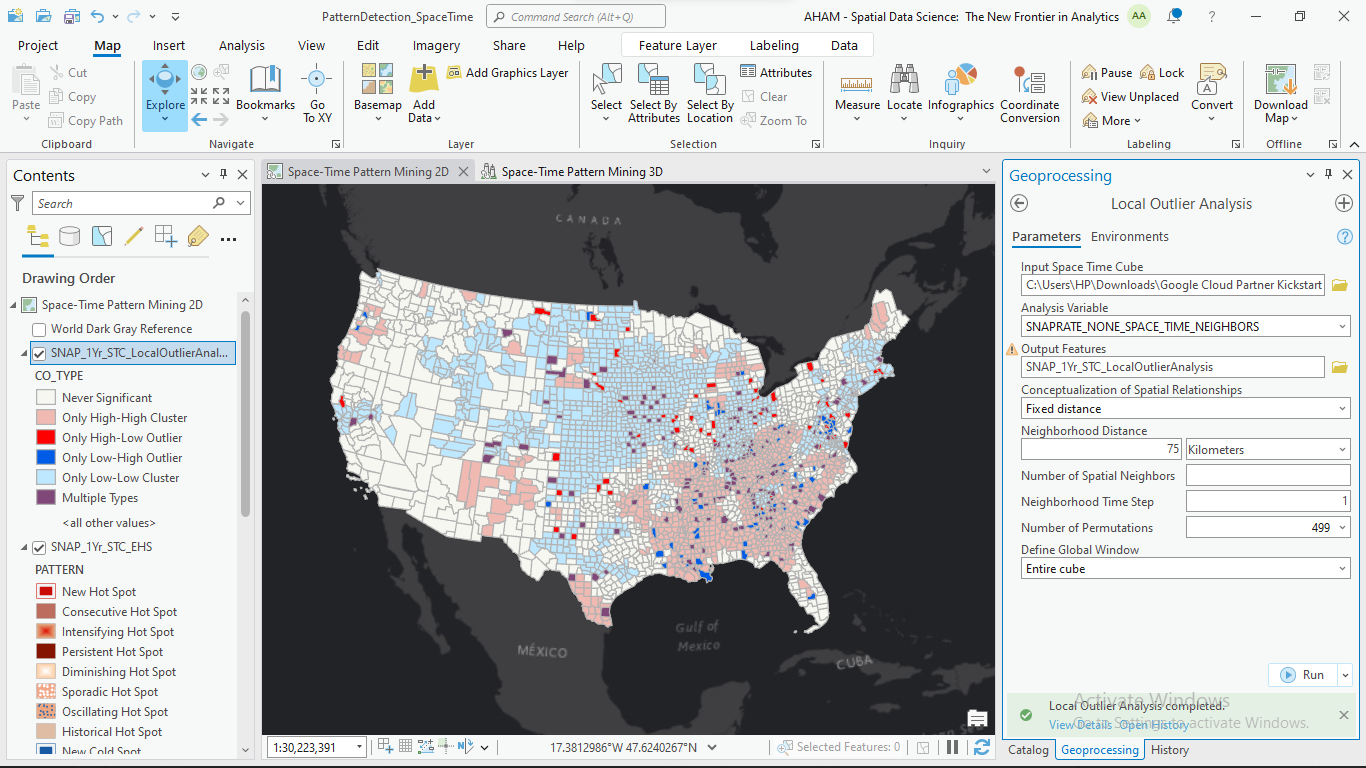 PatternDetection_SpaceTime
Command Search (Alt+Q)
AHAM - Spatial Data Science: The New Frontier in Analytics
AA
?
Project
Map
Insert
Analysis
View
Edit
Imagery
Share
Help
Feature Layer
Labeling
Data
Paste
Cut
Copy
Copy Path
Clipboard
Explore
Bookmarks
Go
To XY
Navigate
Basemap
Add
Data
Add Graphics Layer
Layer
Select
Select By
Attributes
Select By
Location
Attributes
Clear
Zoom To
Selection
Measure
Locate
Infographics
Coordinate
Conversion
Inquiry
Pause
Lock
View Unplaced
More
Convert
Labeling
Download
Map
Offline
Contents
Search
Drawing Order
Space-Time Pattern Mining 2D
World Dark Gray Reference
SNAP_1Yr_STC_LocalOutlierAnal...
CO_TYPE
Never Significant
Only High-High Cluster
Only High-Low Outlier
Only Low-High Outlier
Only Low-Low Cluster
Multiple Types
<all other values>
SNAP_1Yr_STC_EHS
PATTERN
New Hot Spot
Consecutive Hot Spot
Intensifying Hot Spot
Persistent Hot Spot
Diminishing Hot Spot
Sporadic Hot Spot
Oscillating Hot Spot
Historical Hot Spot
New Cold Spot
Space-Time Pattern Mining 2D
Space-Time Pattern Mining 3D
CANADA
Gulf of
Mexico
MÉXICO
CUBA
1:30,223,391
17.3812986°W 47.6240267°N
Selected Features: 0
Geoprocessing
Local Outlier Analysis
Parameters
Environments
?
Input Space Time Cube
C:\Users\HP\Downloads\Google Cloud Partner Kickstart
Analysis Variable
SNAPRATE_NONE_SPACE_TIME_NEIGHBORS
Output Features
SNAP_1Yr_STC_LocalOutlierAnalysis
Conceptualization of Spatial Relationships
Fixed distance
Neighborhood Distance
75
Kilometers
Number of Spatial Neighbors
Neighborhood Time Step
1
Number of Permutations
499
Define Global Window
Entire cube
Run
Activate Windows
Local Outlier Analysis completed.
Go to Settings to activate Windows.
View Details Open History
Catalog
Geoprocessing
History